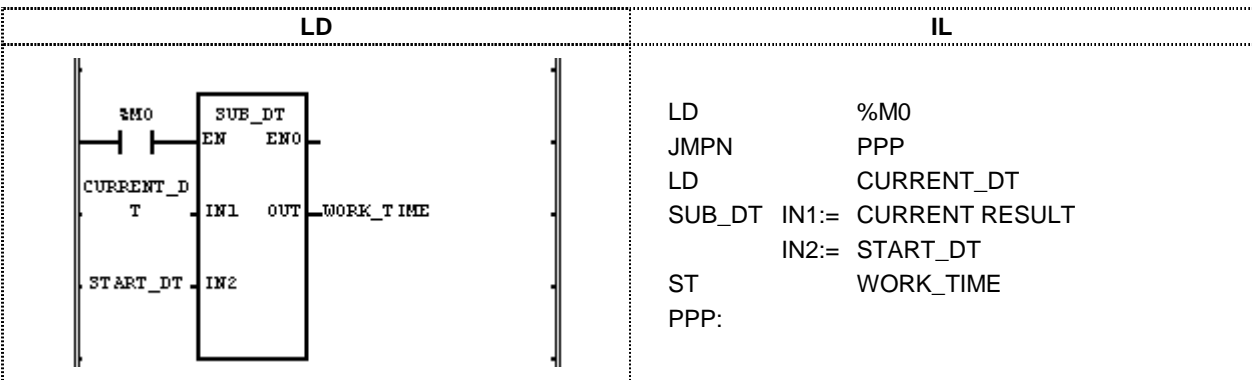 LD
IL
%M0
SUB_DT
EN ENO
CURRENT_D
T
IN1 OUT
WORK_TIME
START_DT
IN2
LD %M0
JMPN PPP
LD CURRENT_DT
SUB_DT IN1:= CURRENT RESULT
IN2:= START_DT
ST WORK_TIME
PPP: